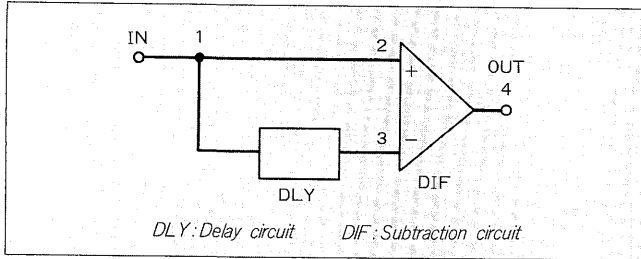 IN 1 2 OUT
+ 4
3 −
DLY DIF
DLY:Delay circuit DIF:Subtraction circuit